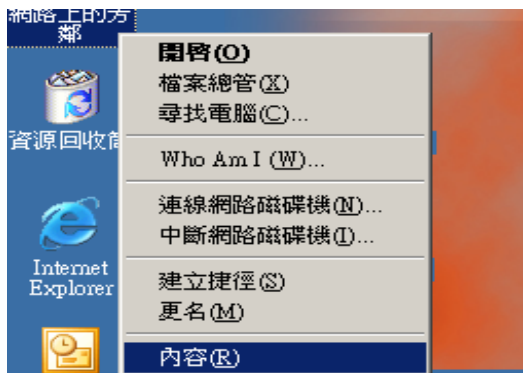 網路上的芳
鄰
開啓(O)
檔案總管(X)
尋找電腦(C)...
資源回收筒
Who Am I (W)...
連線網路磁碟機(N)...
中斷網路磁碟機(I)...
Internet
Explorer
建立捷徑(S)
更名(M)
內容(R)